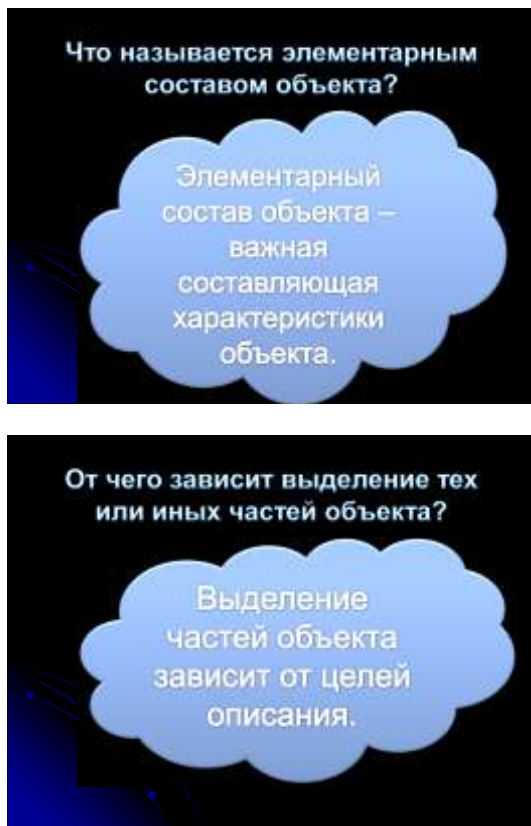 Что называется элементарным
составом объекта?
Элементарный
состав объекта –
важная
составляющая
характеристики
объекта.
От чего зависит выделение тех
или иных частей объекта?
Выделение
частей объекта
зависит от целей
описания.